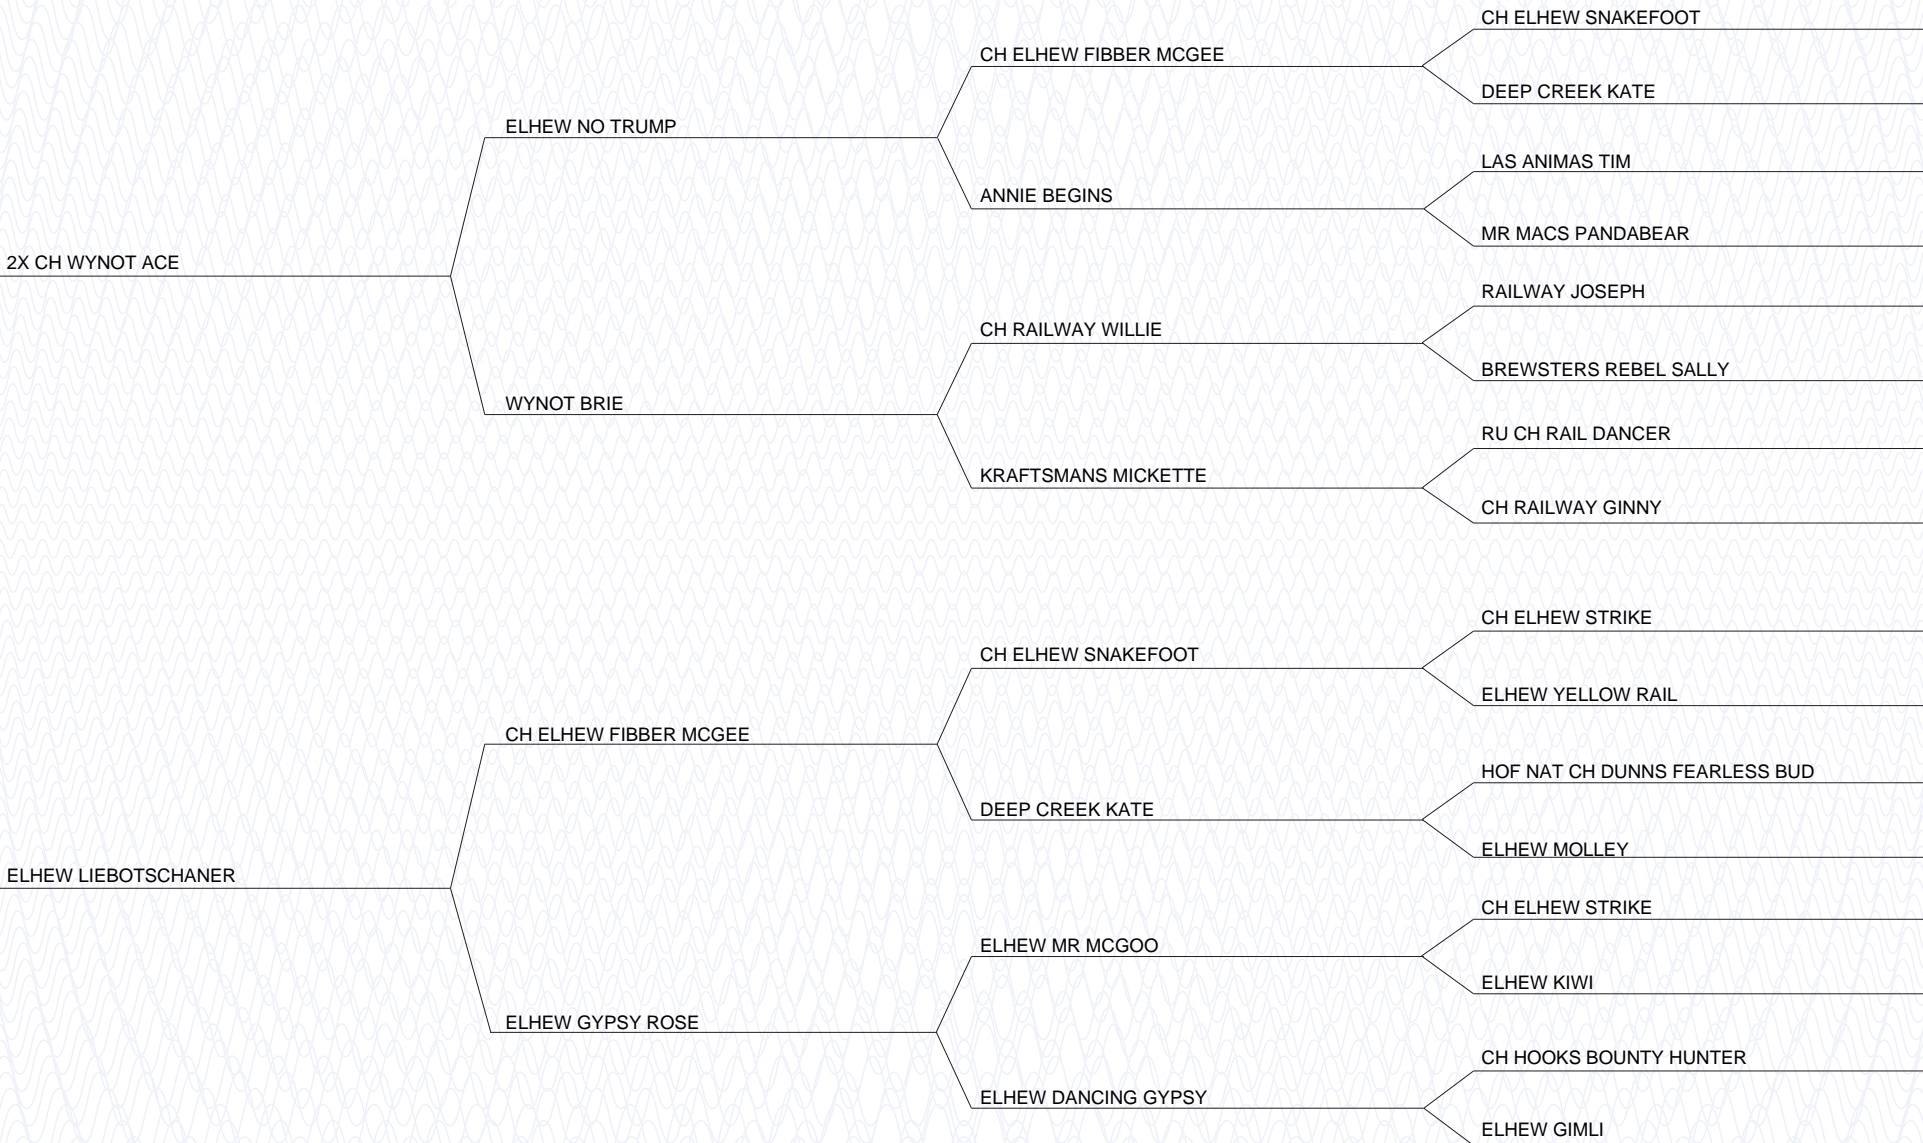 CH ELHEW SNAKEFOOT
CH ELHEW FIBBER MCGEE
DEEP CREEK KATE
ELHEW NO TRUMP
LAS ANIMAS TIM
ANNIE BEGINS
MR MACS PANDABEAR
2X CH WYNOT ACE
RAILWAY JOSEPH
CH RAILWAY WILLIE
BREWSTERS REBEL SALLY
WYNOT BRIE
RU CH RAIL DANCER
KRAFTSMANS MICKETTE
CH RAILWAY GINNY
CH ELHEW STRIKE
CH ELHEW SNAKEFOOT
ELHEW YELLOW RAIL
CH ELHEW FIBBER MCGEE
HOF NAT CH DUNNS FEARLESS BUD
DEEP CREEK KATE
ELHEW MOLLEY
ELHEW LIEBOTSCHANER
CH ELHEW STRIKE
ELHEW MR MCGOO
ELHEW KIWI
ELHEW GYPSY ROSE
CH HOOKS BOUNTY HUNTER
ELHEW DANCING GYPSY
ELHEW GIMLI